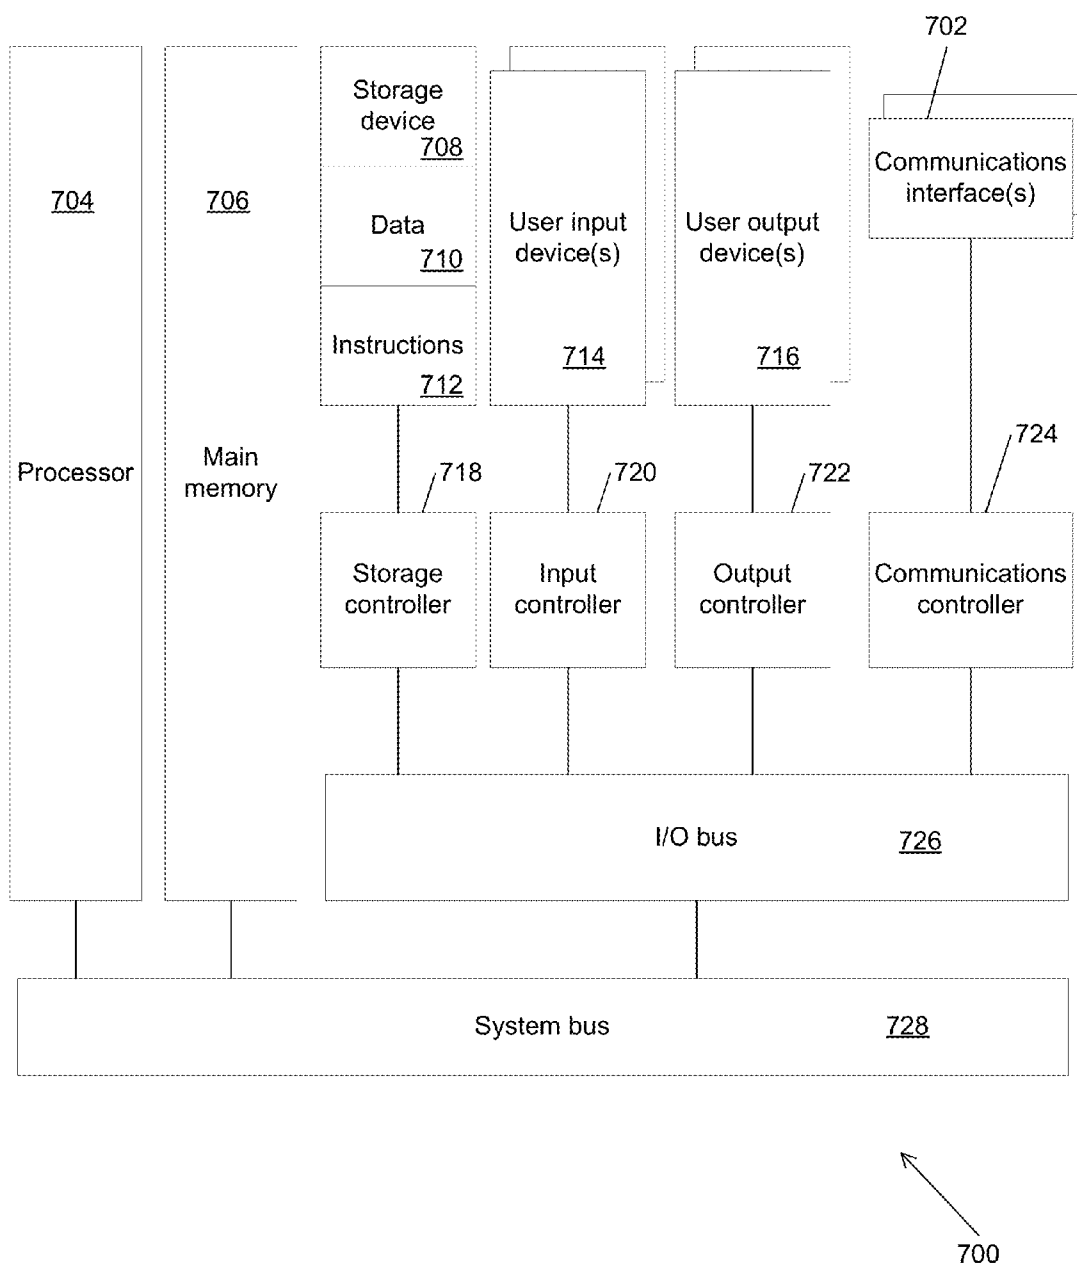 702
Storage
device
708
704
706
Communications
interface(s)
Data
710
User input
device(s)
User output
device(s)
Instructions
712
714
716
Processor
Main
memory
718
720
722
724
Storage
controller
Input
controller
Output
controller
Communications
controller
I/O bus
726
System bus
728
700